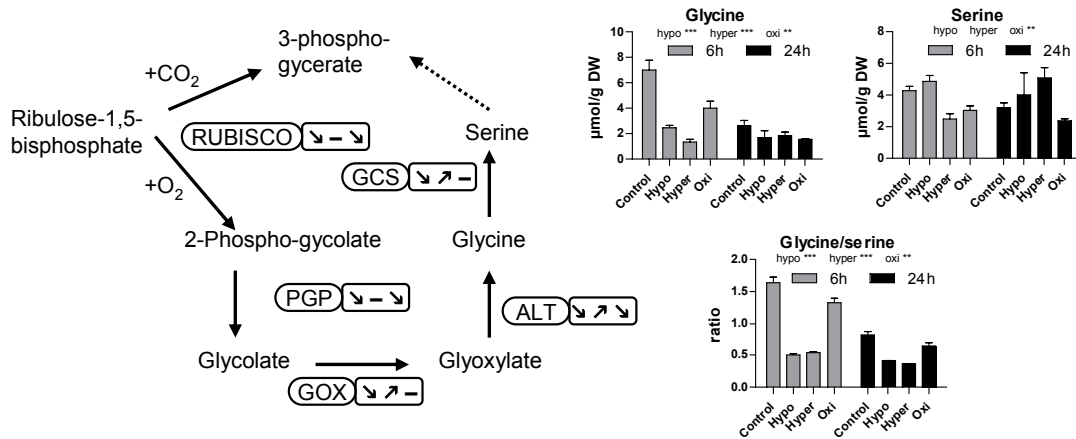 3-phospho-
gycerate
+CO2
Ribulose-1,5-
bisphosphate
RUBISCO ↘ – ↘
Serine
GCS ↘ ↗ –
+O2
2-Phospho-gycolate
Glycine
PGP ↘ – ↘
ALT ↘ ↗ ↘
Glycolate
Glyoxylate
GOX ↘ ↗ –
Glycine
hypo *** hyper *** oxi **
6h 24h
µmol/g DW
10
8
6
4
2
0
Control Hypo Hyper Oxi Control Hypo Hyper Oxi
Serine
hypo hyper oxi **
6h 24h
µmol/g DW
8
6
4
2
0
Control Hypo Hyper Oxi Control Hypo Hyper Oxi
Glycine/serine
hypo *** hyper *** oxi **
6h 24h
ratio
2.0
1.5
1.0
0.5
0.0
Control Hypo Hyper Oxi Control Hypo Hyper Oxi